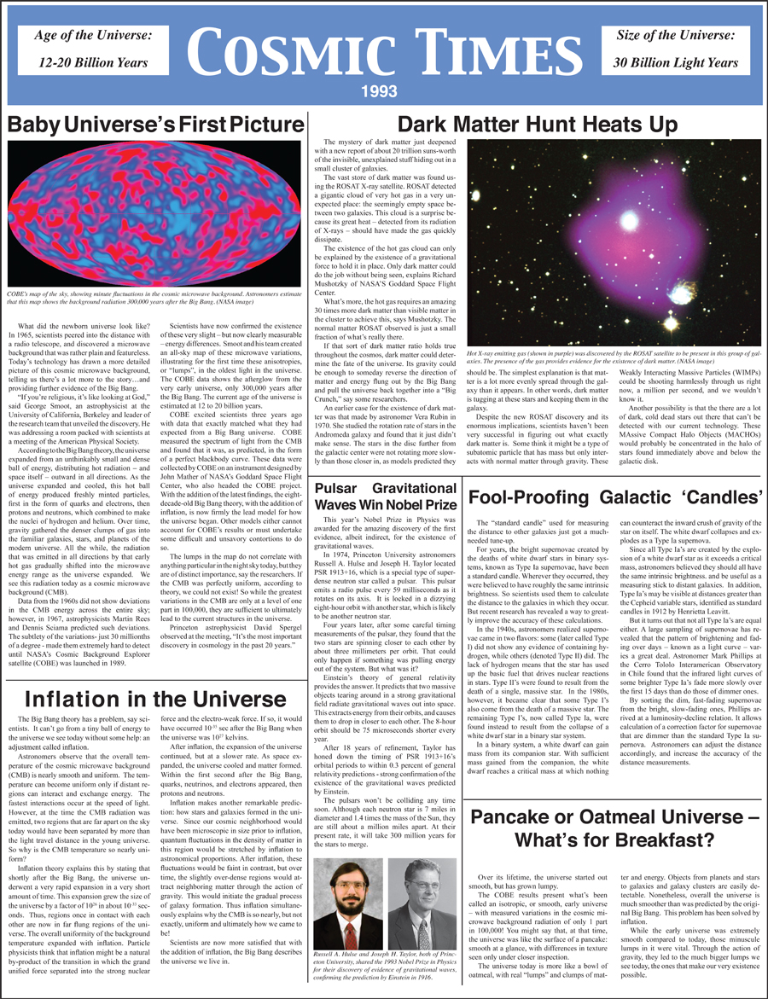 Age of the Universe:
12-20 Billion Years
COSMIC TIMES
1993
Size of the Universe:
30 Billion Light Years
Baby Universe's First Picture
COBE's map of the sky, showing minute fluctuations in the cosmic microwave background. Astronomers estimate
that this map shows the background radiation 300,000 years after the Big Bang. (NASA image)
What did the newborn universe look like?
In 1965, scientists peered into the distance with
a radio telescope, and discovered a microwave
background that was rather plain and featureless.
Today's technology has drawn a more detailed
picture of this cosmic microwave background,
telling us there's a lot more to the story…and
providing further evidence of the Big Bang.
"If you're religious, it's like looking at God,"
said George Smoot, an astrophysicist at the
University of California, Berkeley and leader of
the research team that unveiled the discovery. He
was addressing a room packed with scientists at
a meeting of the American Physical Society.
According to the Big Bang theory, the universe
expanded from an unthinkably small and dense
ball of energy, distributing hot radiation – and
space itself – outward in all directions. As the
universe expanded and cooled, this hot ball
of energy produced freshly minted particles,
first in the form of quarks and electrons, then
protons and neutrons, which combined to make
the nuclei of hydrogen and helium. Over time,
gravity gathered the denser clumps of gas into
the familiar galaxies, stars, and planets of the
modern universe. All the while, the radiation
that was emitted in all directions by that early
hot gas gradually shifted into the microwave
energy range as the universe expanded. We
see this radiation today as a cosmic microwave
background (CMB).
Data from the 1960s did not show deviations
in the CMB energy across the entire sky;
however, in 1967, astrophysicists Martin Rees
and Dennis Sciama predicted such deviations.
The subtlety of the variations- just 30 millionths
of a degree - made them extremely hard to detect
until NASA's Cosmic Background Explorer
satellite (COBE) was launched in 1989.
Scientists have now confirmed the existence
of these very slight – but now clearly measurable
– energy differences. Smoot and his team created
an all-sky map of these microwave variations,
illustrating for the first time these anisotropies,
or "lumps", in the oldest light in the universe.
The COBE data shows the afterglow from the
very early universe, only 300,000 years after
the Big Bang. The current age of the universe is
estimated at 12 to 20 billion years.
COBE excited scientists three years ago
with data that exactly matched what they had
expected from a Big Bang universe. COBE
measured the spectrum of light from the CMB
and found that it was, as predicted, in the form
of a perfect blackbody curve. These data were
collected by COBE on an instrument designed by
John Mather of NASA's Goddard Space Flight
Center, who also headed the COBE project.
With the addition of the latest findings, the eight-
decade-old Big Bang theory, with the addition of
inflation, is now firmly the lead model for how
the universe began. Other models either cannot
account for COBE's results or must undertake
some difficult and unsavory contortions to do
so.
The lumps in the map do not correlate with
anything particular in the night sky today, but they
are of distinct importance, say the researchers. If
the CMB was perfectly uniform, according to
theory, we could not exist! So while the greatest
variations in the CMB are only at a level of one
part in 100,000, they are sufficient to ultimately
lead to the current structures in the universe.
Princeton astrophysicist David Spergel
observed at the meeting, "It's the most important
discovery in cosmology in the past 20 years."
Dark Matter Hunt Heats Up
The mystery of dark matter just deepened
with a new report of about 20 trillion suns-worth
of the invisible, unexplained stuff hiding out in a
small cluster of galaxies.
The vast store of dark matter was found us-
ing the ROSAT X-ray satellite. ROSAT detected
a gigantic cloud of very hot gas in a very un-
expected place: the seemingly empty space be-
tween two galaxies. This cloud is a surprise be-
cause its great heat – detected from its radiation
of X-rays – should have made the gas quickly
dissipate.
The existence of the hot gas cloud can only
be explained by the existence of a gravitational
force to hold it in place. Only dark matter could
do the job without being seen, explains Richard
Mushotzky of NASA'S Goddard Space Flight
Center.
What's more, the hot gas requires an amazing
30 times more dark matter than visible matter in
the cluster to achieve this, says Mushotzky. The
normal matter ROSAT observed is just a small
fraction of what's really there.
If that sort of dark matter ratio holds true
throughout the cosmos, dark matter could deter-
mine the fate of the universe. Its gravity could
be enough to someday reverse the direction of
matter and energy flung out by the Big Bang
and pull the universe back together into a "Big
Crunch," say some researchers.
An earlier case for the existence of dark mat-
ter was that made by astronomer Vera Rubin in
1970. She studied the rotation rate of stars in the
Andromeda galaxy and found that it just didn't
make sense. The stars in the disc further from
the galaxy center were not rotating more slow-
ly than those closer in, as models predicted they
Hot X-ray emitting gas (shown in purple) was discovered by the ROSAT satellite to be present in this group of gal-
axies. The presence of the gas provides evidence for the existence of dark matter. (NASA image)
should be. The simplest explanation is that mat-
ter is a lot more evenly spread through the gal-
axy than it appears. In other words, dark matter
is tugging at these stars and keeping them in the
galaxy.
Despite the new ROSAT discovery and its
enormous implications, scientists haven't been
very successful in figuring out what exactly
dark matter is. Some think it might be a type of
subatomic particle that has mass but only inter-
acts with normal matter through gravity. These
Weakly Interacting Massive Particles (WIMPs)
could be shooting harmlessly through us right
now, a million per second, and we wouldn't
know it.
Another possibility is that the there are a lot
of dark, cold dead stars out there that can't be
detected with our current technology. These
MAssive Compact Halo Objects (MACHOs)
would probably be concentrated in the halo of
stars found immediately above and below the
galactic disk.
Pulsar Gravitational
Waves Win Nobel Prize
This year's Nobel Prize in Physics was
awarded for the amazing discovery of the first
evidence, albeit indirect, for the existence of
gravitational waves.
In 1974, Princeton University astronomers
Russell A. Hulse and Joseph H. Taylor located
PSR 1913+16, which is a special type of super-
dense neutron star called a pulsar. This pulsar
emits a radio pulse every 59 milliseconds as it
rotates on its axis. It is locked in a dizzying
eight-hour orbit with another star, which is likely
to be another neutron star.
Four years later, after some careful timing
measurements of the pulsar, they found that the
two stars are spinning closer to each other by
about three millimeters per orbit. That could
only happen if something was pulling energy
out of the system. But what was it?
Einstein's theory of general relativity
provides the answer. It predicts that two massive
objects tearing around in a strong gravitational
field radiate gravitational waves out into space.
This extracts energy from their orbits, and causes
them to drop in closer to each other. The 8-hour
orbit should be 75 microseconds shorter every
year.
After 18 years of refinement, Taylor has
honed down the timing of PSR 1913+16's
orbital periods to within 0.3 percent of general
relativity predictions - strong confirmation of the
existence of the gravitational waves predicted
by Einstein.
The pulsars won't be colliding any time
soon. Although each neutron star is 7 miles in
diameter and 1.4 times the mass of the Sun, they
are still about a million miles apart. At their
present rate, it will take 300 million years for
the stars to merge.
Russell A. Hulse and Joseph H. Taylor, both of Princ-
eton University, shared the 1993 Nobel Prize in Physics
for their discovery of evidence of gravitational waves,
confirming the prediction by Einstein in 1916.
Fool-Proofing Galactic 'Candles'
The "standard candle" used for measuring
the distance to other galaxies just got a much-
needed tune-up.
For years, the bright supernovae created by
the deaths of white dwarf stars in binary sys-
tems, known as Type Ia supernovae, have been
a standard candle. Wherever they occurred, they
were believed to have roughly the same intrinsic
brightness. So scientists used them to calculate
the distance to the galaxies in which they occur.
But recent research has revealed a way to great-
ly improve the accuracy of these calculations.
In the 1940s, astronomers realized superno-
vae came in two flavors: some (later called Type
I) did not show any evidence of containing hy-
drogen, while others (denoted Type II) did. The
lack of hydrogen means that the star has used
up the basic fuel that drives nuclear reactions
in stars. Type II's were found to result from the
death of a single, massive star. In the 1980s,
however, it became clear that some Type I's
also come from the death of a massive star. The
remaining Type I's, now called Type Ia, were
found instead to result from the collapse of a
white dwarf star in a binary star system.
In a binary system, a white dwarf can gain
mass from its companion star. With sufficient
mass gained from the companion, the white
dwarf reaches a critical mass at which nothing
can counteract the inward crush of gravity of the
star on itself. The white dwarf collapses and ex-
plodes as a Type Ia supernova.
Since all Type Ia's are created by the explo-
sion of a white dwarf star as it exceeds a critical
mass, astronomers believed they should all have
the same intrinsic brightness. and be useful as a
measuring stick to distant galaxies. In addition,
Type Ia's may be visible at distances greater than
the Cepheid variable stars, identified as standard
candles in 1912 by Henrietta Leavitt.
But it turns out that not all Type Ia's are equal
either. A large sampling of supernovae has re-
vealed that the pattern of brightening and fad-
ing over days – known as a light curve – var-
ies a great deal. Astronomer Mark Phillips at
the Cerro Tololo Interamerican Observatory
in Chile found that the infrared light curves of
some brighter Type Ia's fade more slowly over
the first 15 days than do those of dimmer ones.
By sorting the dim, fast-fading supernovae
from the bright, slow-fading ones, Phillips ar-
rived at a luminosity-decline relation. It allows
calculation of a correction factor for supernovae
that are dimmer than the standard Type Ia su-
pernova. Astronomers can adjust the distance
accordingly, and increase the accuracy of the
distance measurements.
Inflation in the Universe
The Big Bang theory has a problem, say sci-
entists. It can't go from a tiny ball of energy to
the universe we see today without some help: an
adjustment called inflation.
Astronomers observe that the overall tem-
perature of the cosmic microwave background
(CMB) is nearly smooth and uniform. The tem-
perature can become uniform only if distant re-
gions can interact and exchange energy. The
fastest interactions occur at the speed of light.
However, at the time the CMB radiation was
emitted, two regions that are far apart on the sky
today would have been separated by more than
the light travel distance in the young universe.
So why is the CMB temperature so nearly uni-
form?
Inflation theory explains this by stating that
shortly after the Big Bang, the universe un-
derwent a very rapid expansion in a very short
amount of time. This expansion grew the size of
the universe by a factor of 10²⁶ in about 10⁻³³ sec-
onds. Thus, regions once in contact with each
other are now in far flung regions of the uni-
verse. The overall uniformity of the background
temperature expanded with inflation. Particle
physicists think that inflation might be a natural
by-product of the transition in which the grand
unified force separated into the strong nuclear
force and the electro-weak force. If so, it would
have occurred 10⁻³⁵ sec after the Big Bang when
the universe was 10²⁷ kelvins.
After inflation, the expansion of the universe
continued, but at a slower rate. As space ex-
panded, the universe cooled and matter formed.
Within the first second after the Big Bang,
quarks, neutrinos, and electrons appeared, then
protons and neutrons.
Inflation makes another remarkable predic-
tion: how stars and galaxies formed in the uni-
verse. Since our cosmic neighborhood would
have been microscopic in size prior to inflation,
quantum fluctuations in the density of matter in
this region would be stretched by inflation to
astronomical proportions. After inflation, these
fluctuations would be faint in contrast, but over
time, the slightly over-dense regions would at-
tract neighboring matter through the action of
gravity. This would initiate the gradual process
of galaxy formation. Thus inflation simultane-
ously explains why the CMB is so nearly, but not
exactly, uniform and ultimately how we came to
be!
Scientists are now more satisfied that with
the addition of inflation, the Big Bang describes
the universe we live in.
Pancake or Oatmeal Universe –
What's for Breakfast?
Over its lifetime, the universe started out
smooth, but has grown lumpy.
The COBE results present what's been
called an isotropic, or smooth, early universe
– with measured variations in the cosmic mi-
crowave background radiation of only 1 part
in 100,000! You might say that, at that time,
the universe was like the surface of a pancake:
smooth at a glance, with differences in texture
seen only under closer inspection.
The universe today is more like a bowl of
oatmeal, with real "lumps" and clumps of mat-
ter and energy. Objects from planets and stars
to galaxies and galaxy clusters are easily de-
tectable. Nonetheless, overall the universe is
much smoother than was predicted by the origi-
nal Big Bang. This problem has been solved by
inflation.
While the early universe was extremely
smooth compared to today, those minuscule
lumps in it were vital. Through the action of
gravity, they led to the much bigger lumps we
see today, the ones that make our very existence
possible.